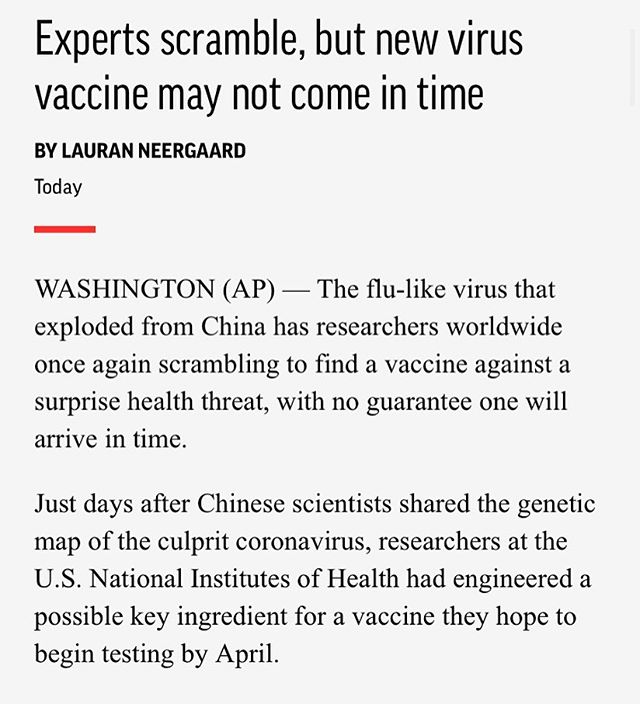 Experts scramble, but new virus
vaccine may not come in time
BY LAURAN NEERGAARD
Today
WASHINGTON (AP) — The flu-like virus that
exploded from China has researchers worldwide
once again scrambling to find a vaccine against a
surprise health threat, with no guarantee one will
arrive in time.
Just days after Chinese scientists shared the genetic
map of the culprit coronavirus, researchers at the
U.S. National Institutes of Health had engineered a
possible key ingredient for a vaccine they hope to
begin testing by April.